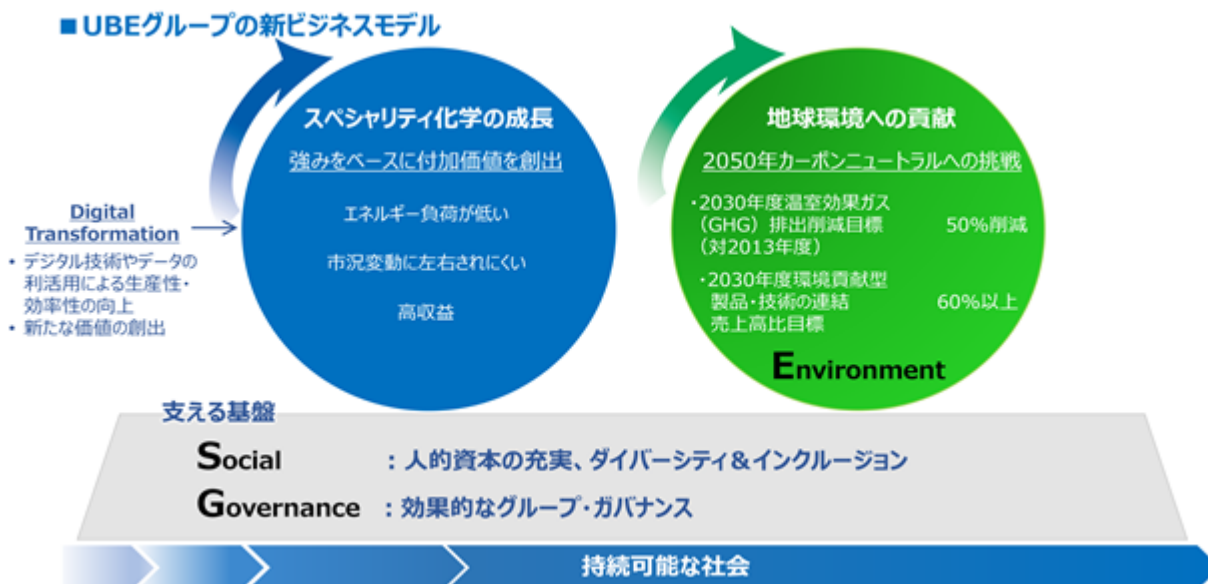 ■UBEグループの新ビジネスモデル
スペシャリティ化学の成長
強みをベースに付加価値を創出
エネルギー負荷が低い
市況変動に左右されにくい
高収益
Digital
Transformation
• デジタル技術やデータの
利活用による生産性・
効率性の向上
• 新たな価値の創出
地球環境への貢献
2050年カーボンニュートラルへの挑戦
・2030年度温室効果ガス
(GHG)排出削減目標 50%削減
(対2013年度)
・2030年度環境貢献型
製品・技術の連結 60%以上
売上高比目標
Environment
支える基盤
Social :人的資本の充実、ダイバーシティ&インクルージョン
Governance :効果的なグループ・ガバナンス
持続可能な社会